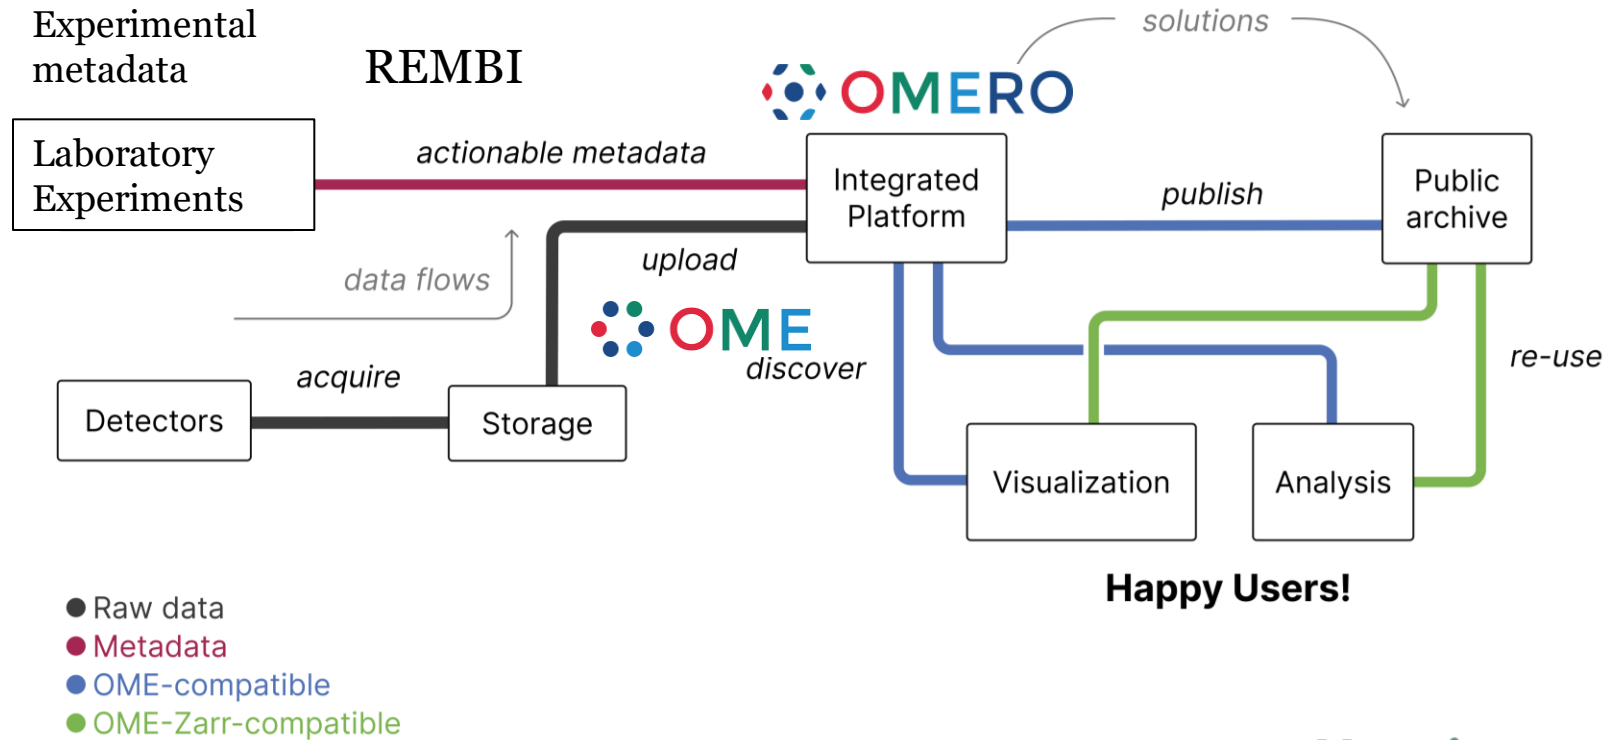 Experimental
metadata
REMBI
solutions
OMERO
Laboratory
Experiments
actionable metadata
Integrated
Platform
publish
Public
archive
data flows
upload
OME
discover
re-use
acquire
Detectors
Storage
Visualization
Analysis
Happy Users!
Raw data
Metadata
OME-compatible
OME-Zarr-compatible